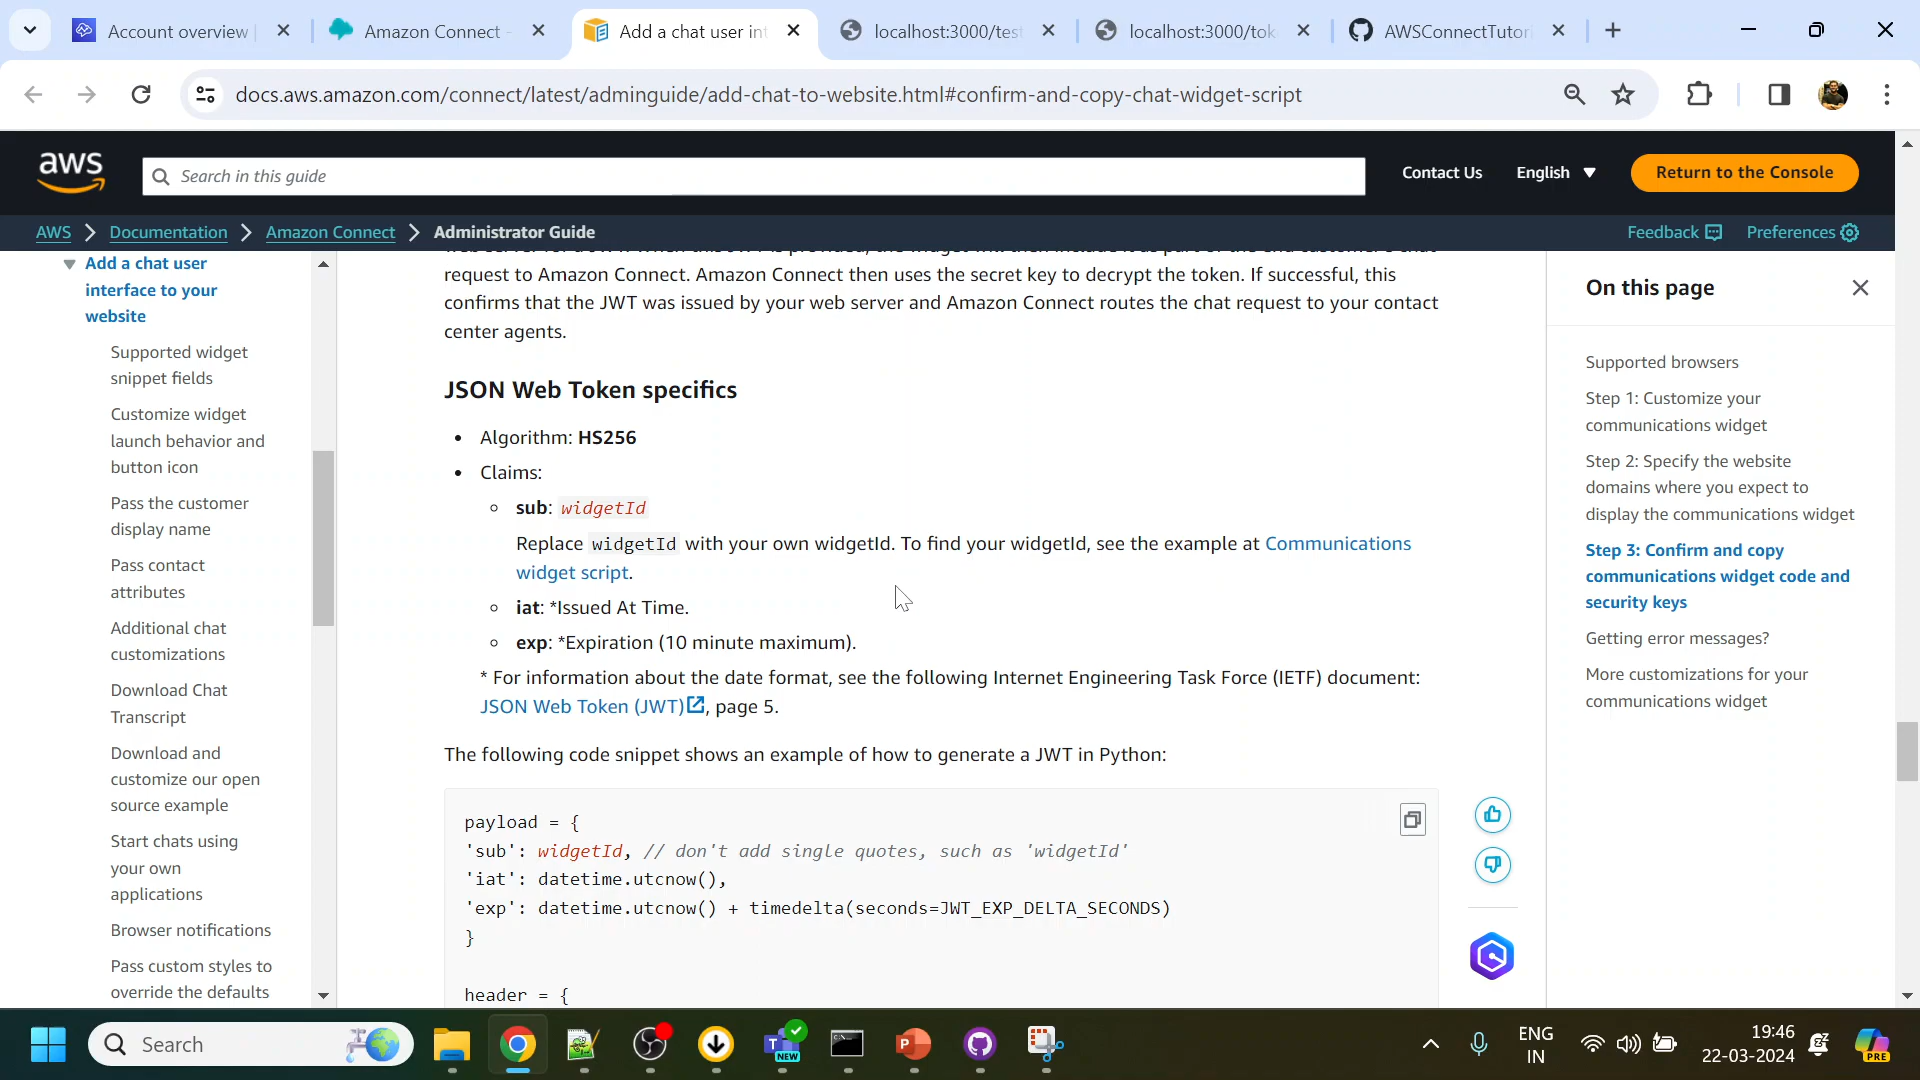 Account overview
Amazon Connect -
Add a chat user int
localhost:3000/test
localhost:3000/tok
AWSConnectTutori
docs.aws.amazon.com/connect/latest/adminguide/add-chat-to-website.html#confirm-and-copy-chat-widget-script
aws
Search in this guide
Contact Us
English
Return to the Console
AWS
Documentation
Amazon Connect
Administrator Guide
Feedback
Preferences
Add a chat user
interface to your
website
Supported widget
snippet fields
Customize widget
launch behavior and
button icon
Pass the customer
display name
Pass contact
attributes
Additional chat
customizations
Download Chat
Transcript
Download and
customize our open
source example
Start chats using
your own
applications
Browser notifications
Pass custom styles to
override the defaults
request to Amazon Connect. Amazon Connect then uses the secret key to decrypt the token. If successful, this
confirms that the JWT was issued by your web server and Amazon Connect routes the chat request to your contact
center agents.
JSON Web Token specifics
• Algorithm: HS256
• Claims:
◦ sub: widgetId
Replace widgetId with your own widgetId. To find your widgetId, see the example at Communications
widget script.
◦ iat: *Issued At Time.
◦ exp: *Expiration (10 minute maximum).
* For information about the date format, see the following Internet Engineering Task Force (IETF) document:
JSON Web Token (JWT), page 5.
The following code snippet shows an example of how to generate a JWT in Python:
payload = {
'sub': widgetId, // don't add single quotes, such as 'widgetId'
'iat': datetime.utcnow(),
'exp': datetime.utcnow() + timedelta(seconds=JWT_EXP_DELTA_SECONDS)
}
header = {
On this page
Supported browsers
Step 1: Customize your
communications widget
Step 2: Specify the website
domains where you expect to
display the communications widget
Step 3: Confirm and copy
communications widget code and
security keys
Getting error messages?
More customizations for your
communications widget
Search
NEW
ENG
IN
19:46
22-03-2024
PRE